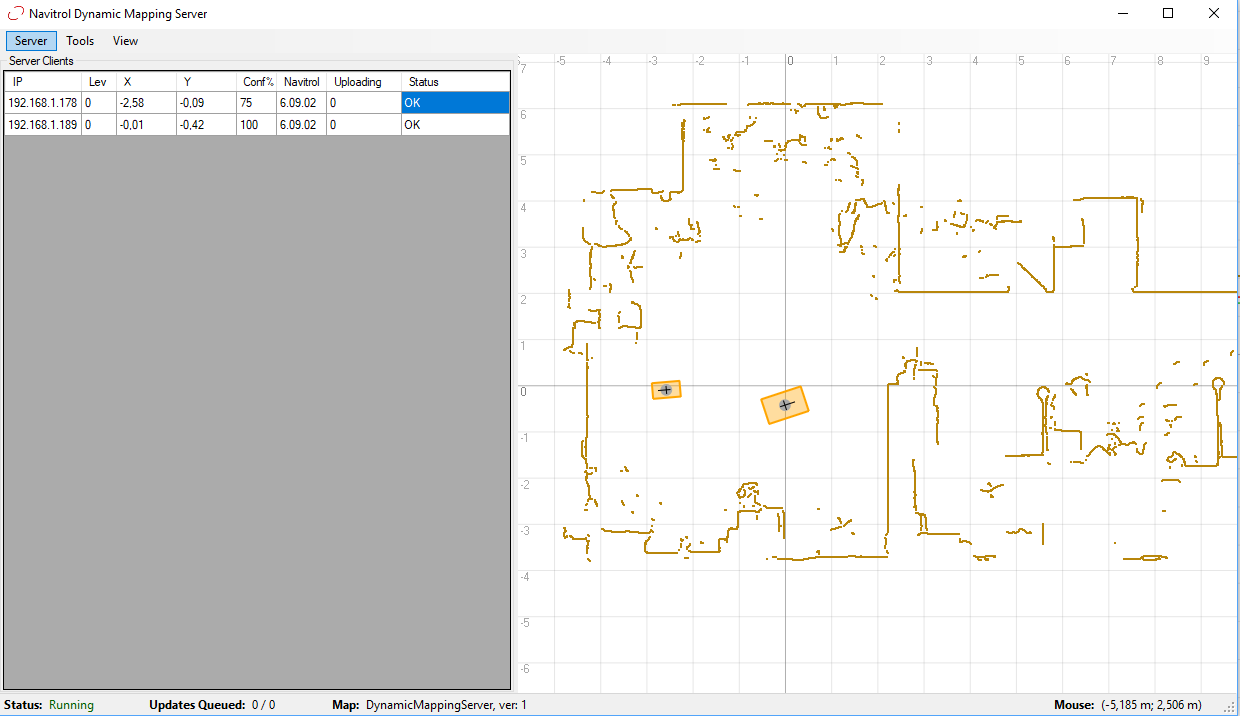 Navitrol Dynamic Mapping Server
Server Tools View
Server Clients
IP Lev X Y Conf% Navitrol Uploading Status
192.168.1.178 0 -2,58 -0,09 75 6.09.02 0 OK
192.168.1.189 0 -0,01 -0,42 100 6.09.02 0 OK
-5 -4 -3 -2 -1 0 1 2 3 4 5 6 7 8 9
7
6
5
4
3
2
1
0
-1
-2
-3
-4
-5
-6
Status: Running Updates Queued: 0 / 0 Map: DynamicMappingServer, ver: 1 Mouse: (-5,185 m; 2,506 m)